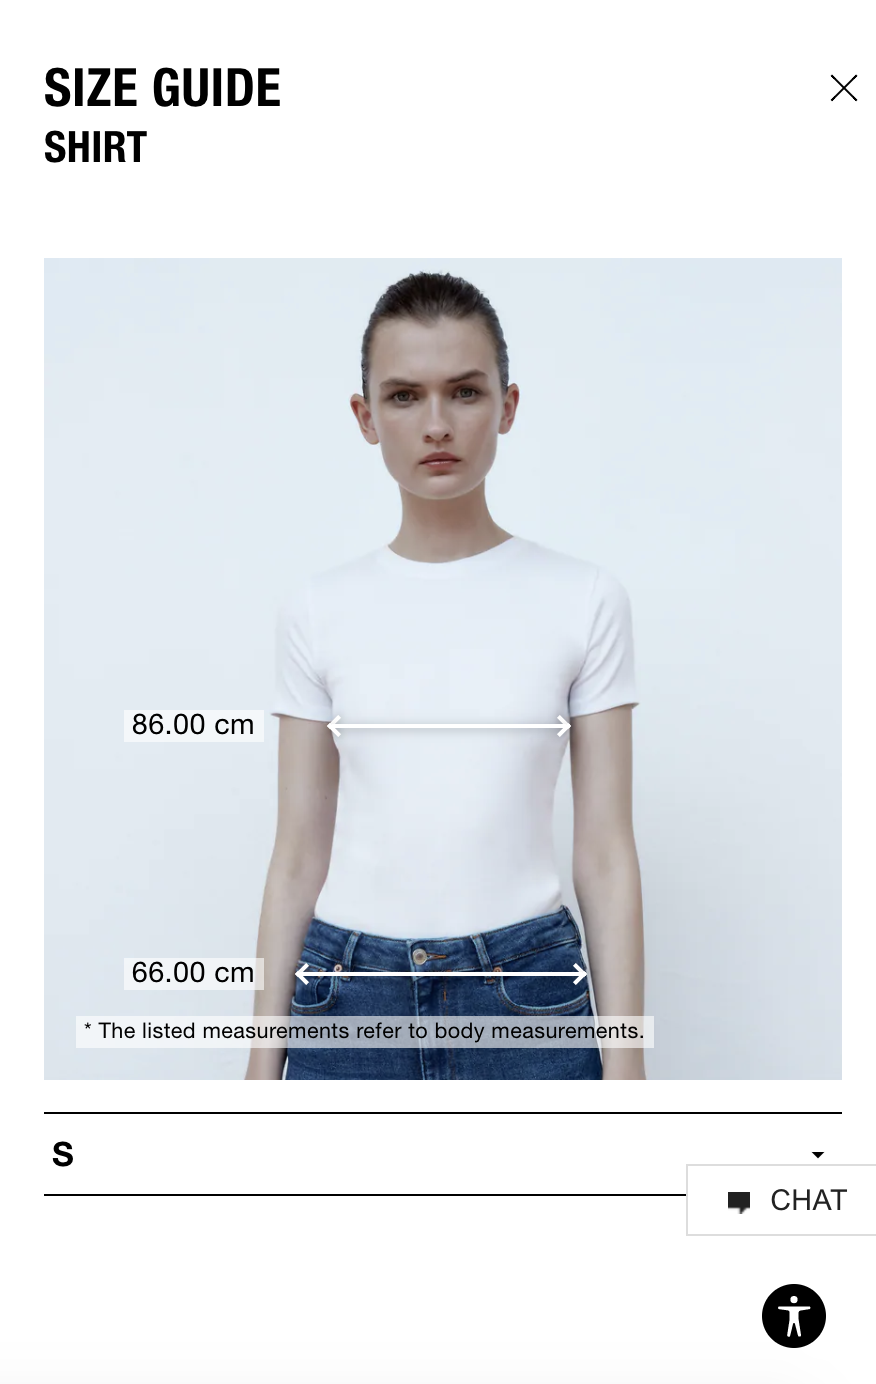 SIZE GUIDE
SHIRT
86.00 cm
66.00 cm
* The listed measurements refer to body measurements.
S
CHAT